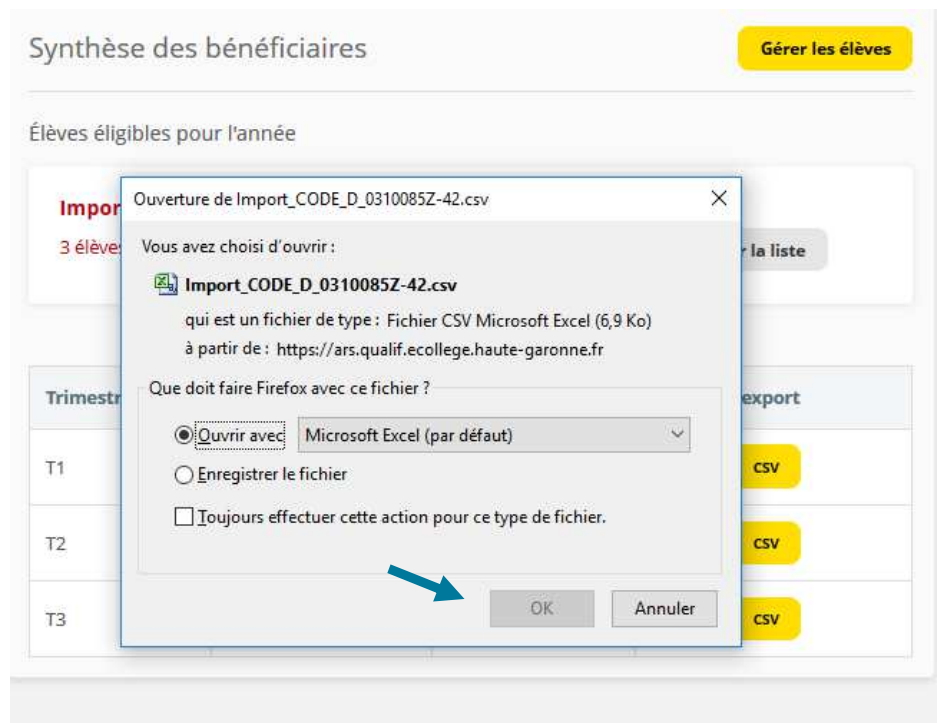 Synthèse des bénéficiaires
Gérer les élèves
Élèves éligibles pour l'année
Ouverture de Import_CODE_D_0310085Z-42.csv
Vous avez choisi d'ouvrir :
Import_CODE_D_0310085Z-42.csv
qui est un fichier de type : Fichier CSV Microsoft Excel (6,9 Ko)
à partir de : https://ars.qualif.ecollege.haute-garonne.fr
Que doit faire Firefox avec ce fichier ?
Ouvrir avec Microsoft Excel (par défaut)
Enregistrer le fichier
Toujours effectuer cette action pour ce type de fichier.
OK Annuler
Impor
3 élève
la liste
Trimestr export
T1 CSV
T2 CSV
T3 CSV